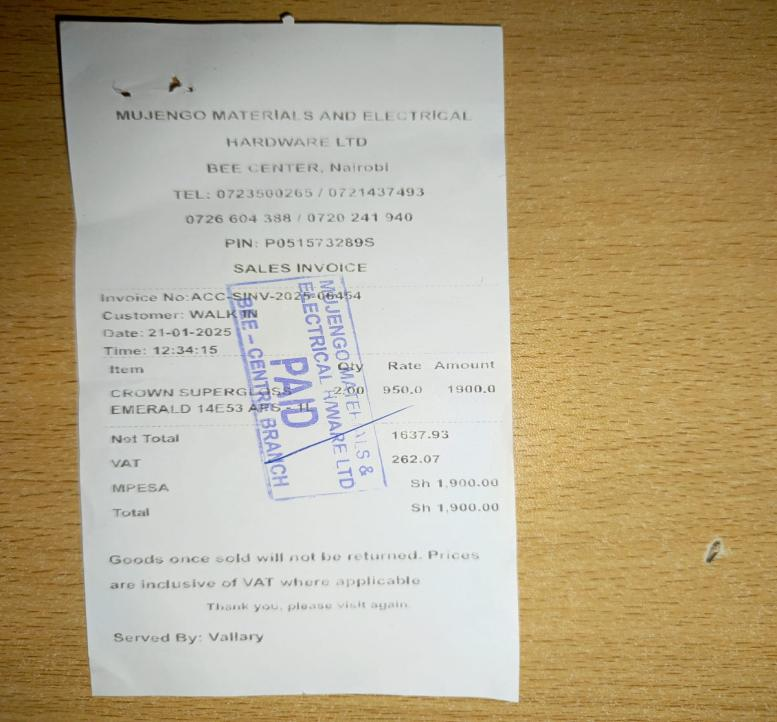 MUJENGO MATERIALS AND ELECTRICAL
HARDWARE LTD
BEE CENTER, Nairobi
TEL: 0723500265 / 0721437493
0726 604 388 / 0720 241 940
PIN: P051573289S
SALES INVOICE
Invoice No:ACC-SINV-2025-06454
Customer: WALK IN
Date: 21-01-2025
Time: 12:34:15
Item Qty Rate Amount
CROWN SUPERGLOSS 2.00 950.0 1900.0
EMERALD 14E53
Net Total 1637.93
VAT 262.07
MPESA Sh 1,900.00
Total Sh 1,900.00
Goods once sold will not be returned. Prices
are inclusive of VAT where applicable
Thank you, please visit again.
Served By: Vallary
MUJENGO MATERIALS &
ELECTRICAL H/WARE LTD
PAID
BEE - CENTRE BRANCH